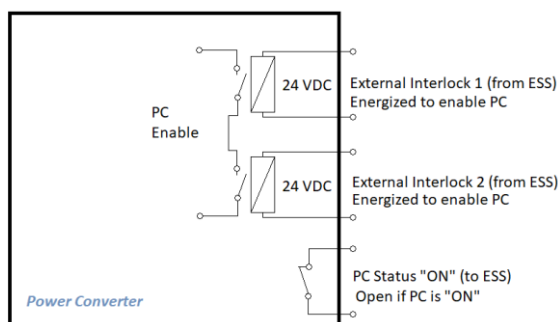 24 VDC
External Interlock 1 (from ESS)
Energized to enable PC
PC
Enable
24 VDC
External Interlock 2 (from ESS)
Energized to enable PC
PC Status "ON" (to ESS)
Open if PC is "ON"
Power Converter